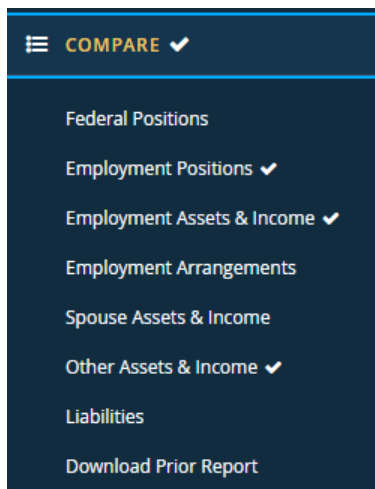 COMPARE ✔
Federal Positions
Employment Positions ✔
Employment Assets & Income ✔
Employment Arrangements
Spouse Assets & Income
Other Assets & Income ✔
Liabilities
Download Prior Report